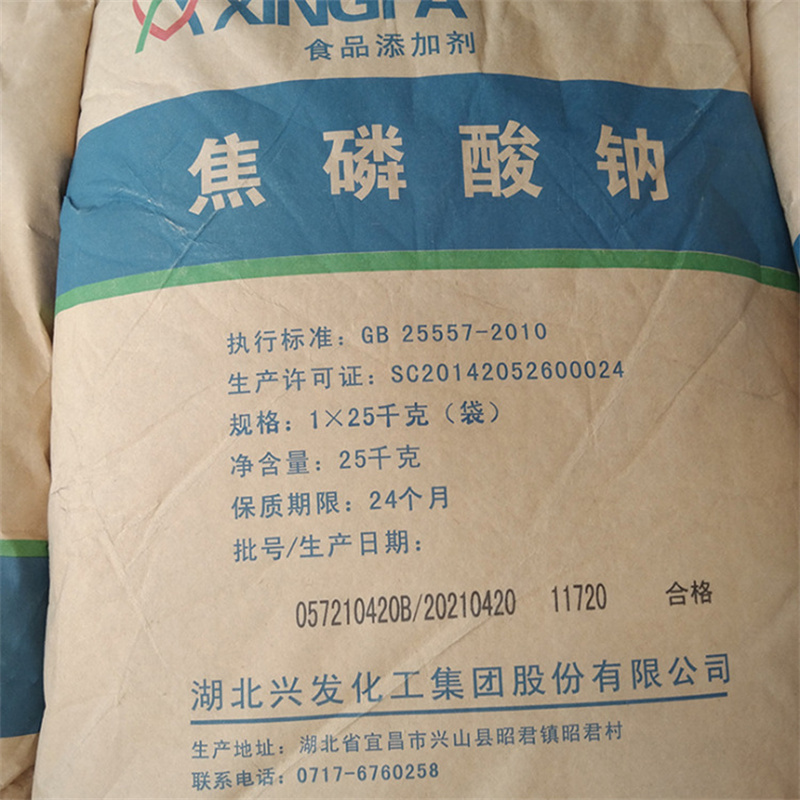 XINGFA
食品添加剂
焦磷酸钠
执行标准：GB 25557-2010
生产许可证：SC20142052600024
规格：1×25千克（袋）
净含量：25千克
保质期限：24个月
批号/生产日期：
057210420B/20210420 11720 合格
湖北兴发化工集团股份有限公司
生产地址：湖北省宜昌市兴山县昭君镇昭君村
联系电话：0717-6760258